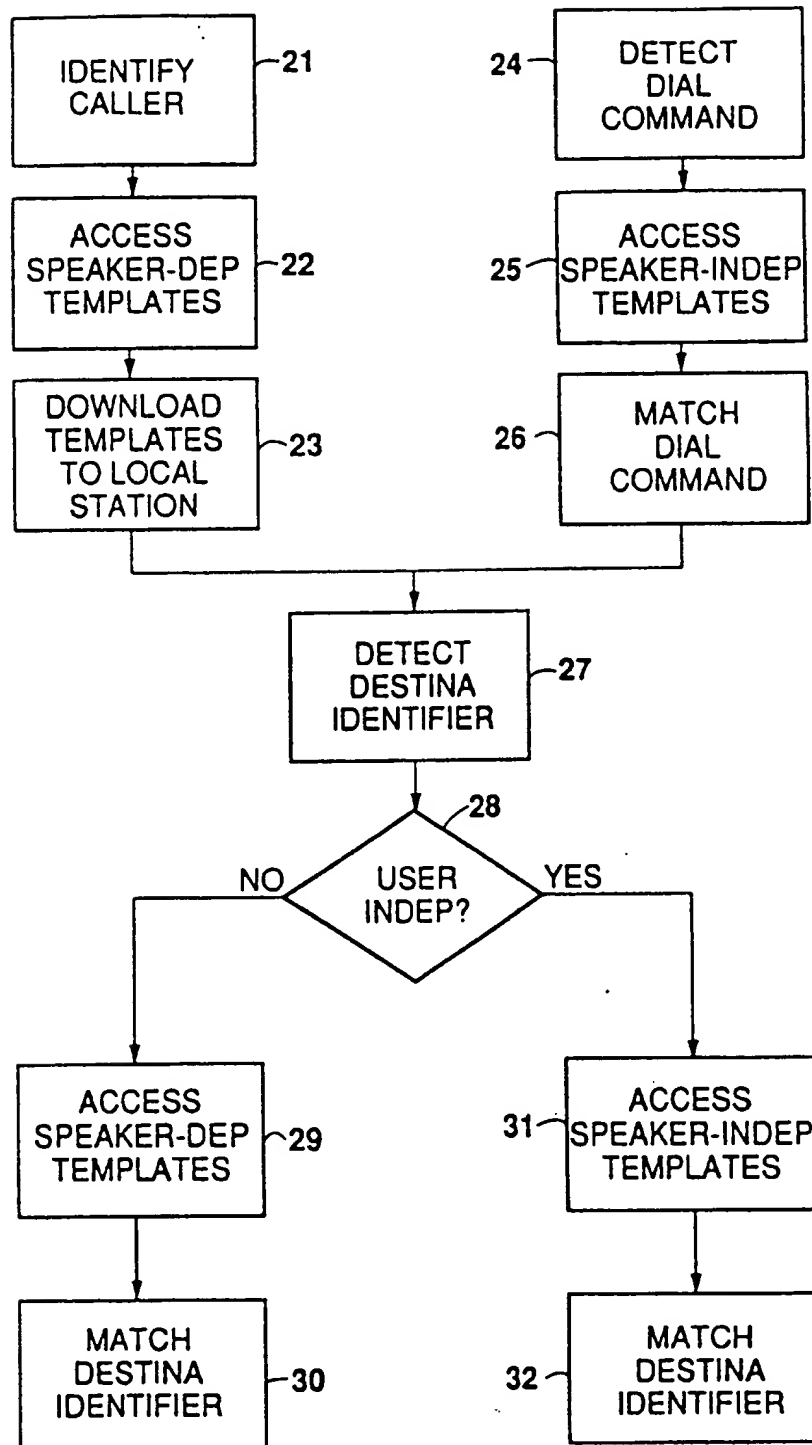 IDENTIFY
CALLER
21
ACCESS
SPEAKER-DEP
TEMPLATES
22
DOWNLOAD
TEMPLATES
TO LOCAL
STATION
23
24
DETECT
DIAL
COMMAND
25
ACCESS
SPEAKER-INDEP
TEMPLATES
26
MATCH
DIAL
COMMAND
DETECT
DESTINA
IDENTIFIER
27
28
NO
USER
INDEP?
YES
ACCESS
SPEAKER-DEP
TEMPLATES
29
MATCH
DESTINA
IDENTIFIER
30
31
ACCESS
SPEAKER-INDEP
TEMPLATES
32
MATCH
DESTINA
IDENTIFIER